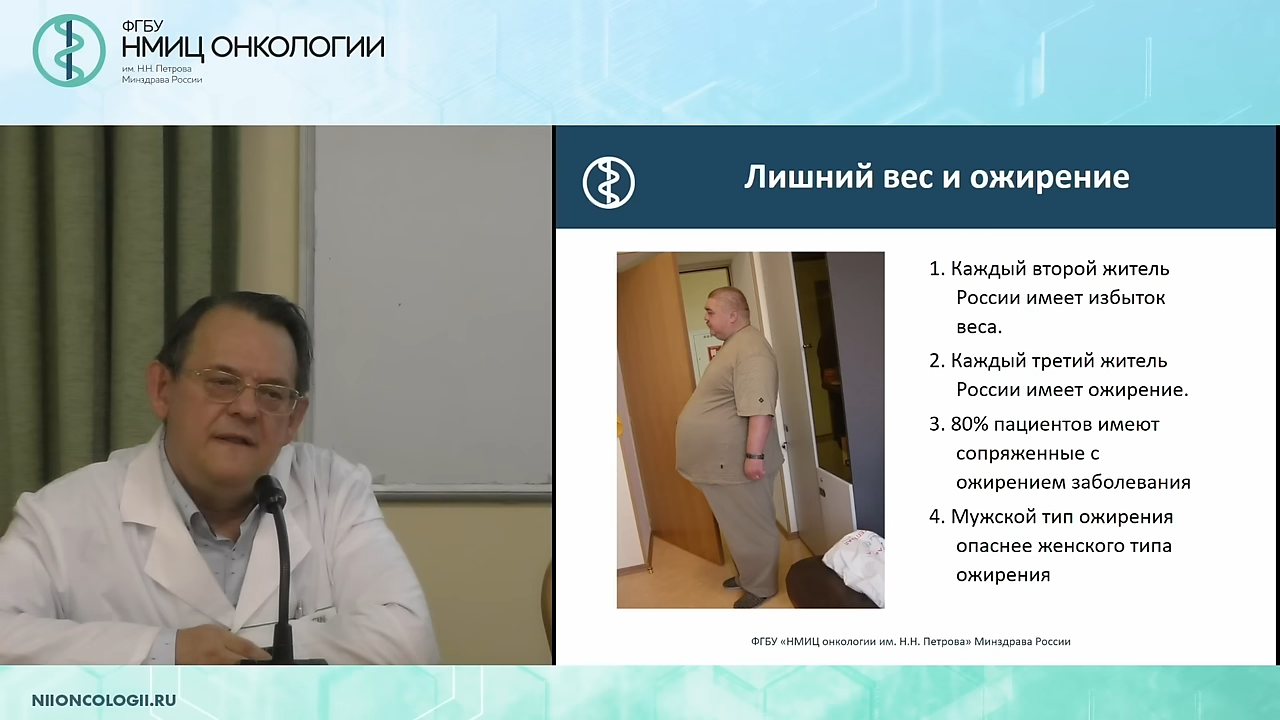 ФГБУ
НМИЦ ОНКОЛОГИИ
им. Н.Н. Петрова
Минздрава России
Лишний вес и ожирение
1. Каждый второй житель
России имеет избыток
веса.
2. Каждый третий житель
России имеет ожирение.
3. 80% пациентов имеют
сопряженные с
ожирением заболевания
4. Мужской тип ожирения
опаснее женского типа
ожирения
ФГБУ «НМИЦ онкологии им. Н.Н. Петрова» Минздрава России
NIIONCOLOGII.RU